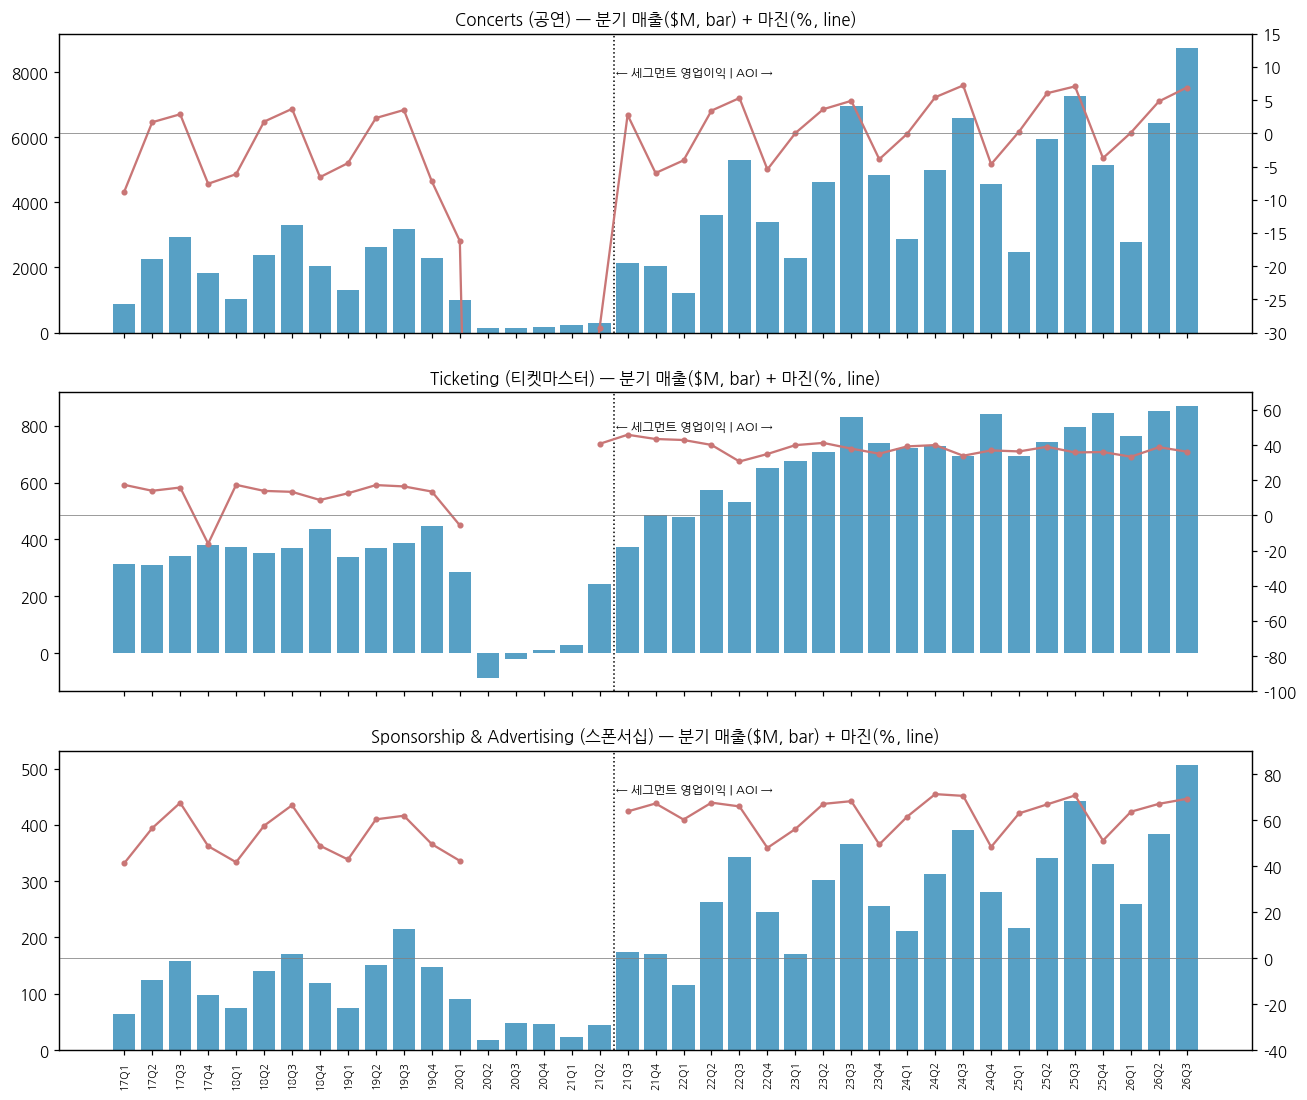 Concerts (공연) — 분기 매출($M, bar) + 마진(%, line)
← 세그먼트 영업이익 | AOI →
8000
6000
4000
2000
0
15
10
5
0
-5
-10
-15
-20
-25
-30
Ticketing (티켓마스터) — 분기 매출($M, bar) + 마진(%, line)
← 세그먼트 영업이익 | AOI →
800
600
400
200
0
60
40
20
0
-20
-40
-60
-80
-100
Sponsorship & Advertising (스폰서십) — 분기 매출($M, bar) + 마진(%, line)
← 세그먼트 영업이익 | AOI →
500
400
300
200
100
0
80
60
40
20
0
-20
-40
17Q1
17Q2
17Q3
17Q4
18Q1
18Q2
18Q3
18Q4
19Q1
19Q2
19Q3
19Q4
20Q1
20Q2
20Q3
20Q4
21Q1
21Q2
21Q3
21Q4
22Q1
22Q2
22Q3
22Q4
23Q1
23Q2
23Q3
23Q4
24Q1
24Q2
24Q3
24Q4
25Q1
25Q2
25Q3
25Q4
26Q1
26Q2
26Q3